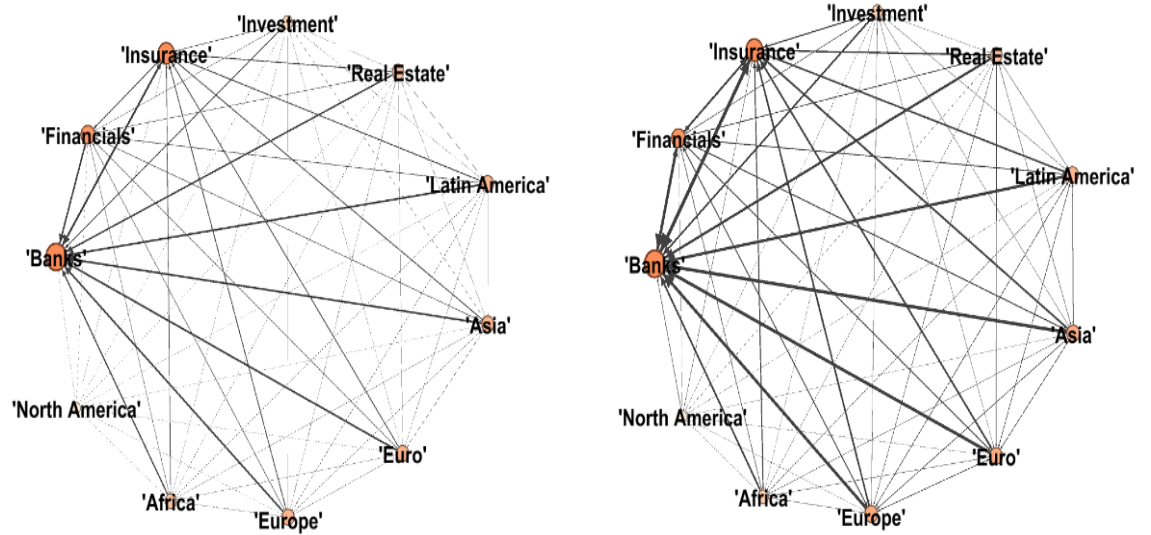 'Investment'
'Insurance'
'Real Estate'
'Financials'
'Latin America'
'Banks'
'Asia'
'North America'
'Euro'
'Africa'
'Europe'
'Investment'
'Insurance'
'Real Estate'
'Financials'
'Latin America'
'Banks'
'Asia'
'North America'
'Euro'
'Africa'
'Europe'